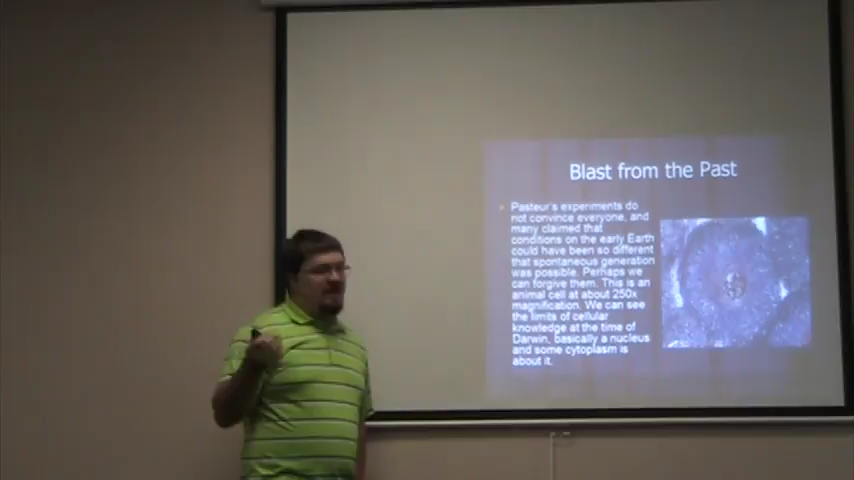 Blast from the Past
Pasteur's experiments do
not convince everyone, and
many claimed that
conditions on the early Earth
could have been so different
that spontaneous generation
was possible. Perhaps we
can forgive them. This is an
animal cell at about 250x
magnification. We can see
the limits of cellular
knowledge at the time of
Darwin, basically a nucleus
and some cytoplasm is
about it.